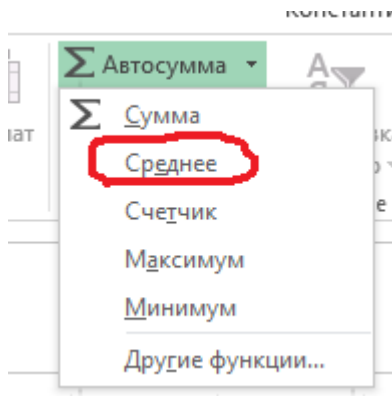 Σ Автосумма
Σ Сумма
Среднее
Счетчик
Максимум
Минимум
Другие функции...